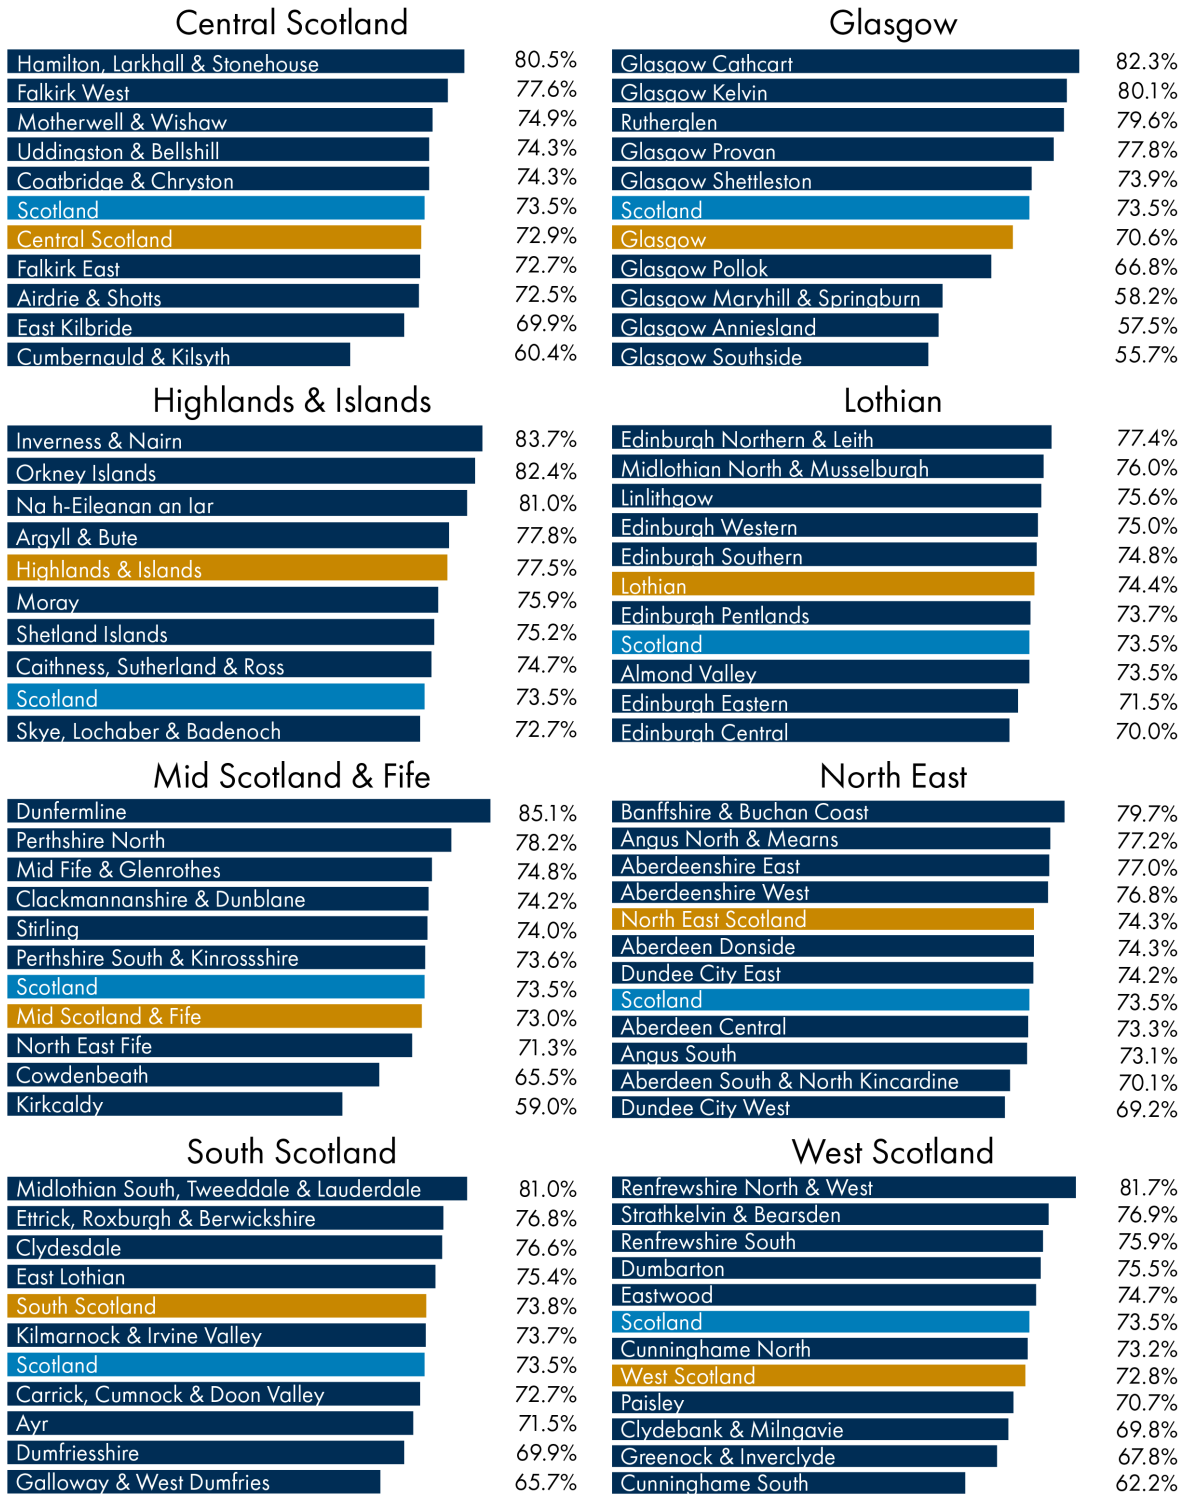 Central Scotland
Hamilton, Larkhall & Stonehouse 80.5%
Falkirk West 77.6%
Motherwell & Wishaw 74.9%
Uddingston & Bellshill 74.3%
Coatbridge & Chryston 74.3%
Scotland 73.5%
Central Scotland 72.9%
Falkirk East 72.7%
Airdrie & Shotts 72.5%
East Kilbride 69.9%
Cumbernauld & Kilsyth 60.4%
Glasgow
Glasgow Cathcart 82.3%
Glasgow Kelvin 80.1%
Rutherglen 79.6%
Glasgow Provan 77.8%
Glasgow Shettleston 73.9%
Scotland 73.5%
Glasgow 70.6%
Glasgow Pollok 66.8%
Glasgow Maryhill & Springburn 58.2%
Glasgow Anniesland 57.5%
Glasgow Southside 55.7%
Highlands & Islands
Inverness & Nairn 83.7%
Orkney Islands 82.4%
Na h-Eileanan an Iar 81.0%
Argyll & Bute 77.8%
Highlands & Islands 77.5%
Moray 75.9%
Shetland Islands 75.2%
Caithness, Sutherland & Ross 74.7%
Scotland 73.5%
Skye, Lochaber & Badenoch 72.7%
Lothian
Edinburgh Northern & Leith 77.4%
Midlothian North & Musselburgh 76.0%
Linlithgow 75.6%
Edinburgh Western 75.0%
Edinburgh Southern 74.8%
Lothian 74.4%
Edinburgh Pentlands 73.7%
Scotland 73.5%
Almond Valley 73.5%
Edinburgh Eastern 71.5%
Edinburgh Central 70.0%
Mid Scotland & Fife
Dunfermline 85.1%
Perthshire North 78.2%
Mid Fife & Glenrothes 74.8%
Clackmannanshire & Dunblane 74.2%
Stirling 74.0%
Perthshire South & Kinrossshire 73.6%
Scotland 73.5%
Mid Scotland & Fife 73.0%
North East Fife 71.3%
Cowdenbeath 65.5%
Kirkcaldy 59.0%
North East
Banffshire & Buchan Coast 79.7%
Angus North & Mearns 77.2%
Aberdeenshire East 77.0%
Aberdeenshire West 76.8%
North East Scotland 74.3%
Aberdeen Donside 74.3%
Dundee City East 74.2%
Scotland 73.5%
Aberdeen Central 73.3%
Angus South 73.1%
Aberdeen South & North Kincardine 70.1%
Dundee City West 69.2%
South Scotland
Midlothian South, Tweeddale & Lauderdale 81.0%
Ettrick, Roxburgh & Berwickshire 76.8%
Clydesdale 76.6%
East Lothian 75.4%
South Scotland 73.8%
Kilmarnock & Irvine Valley 73.7%
Scotland 73.5%
Carrick, Cumnock & Doon Valley 72.7%
Ayr 71.5%
Dumfriesshire 69.9%
Galloway & West Dumfries 65.7%
West Scotland
Renfrewshire North & West 81.7%
Strathkelvin & Bearsden 76.9%
Renfrewshire South 75.9%
Dumbarton 75.5%
Eastwood 74.7%
Scotland 73.5%
Cunninghame North 73.2%
West Scotland 72.8%
Paisley 70.7%
Clydebank & Milngavie 69.8%
Greenock & Inverclyde 67.8%
Cunninghame South 62.2%